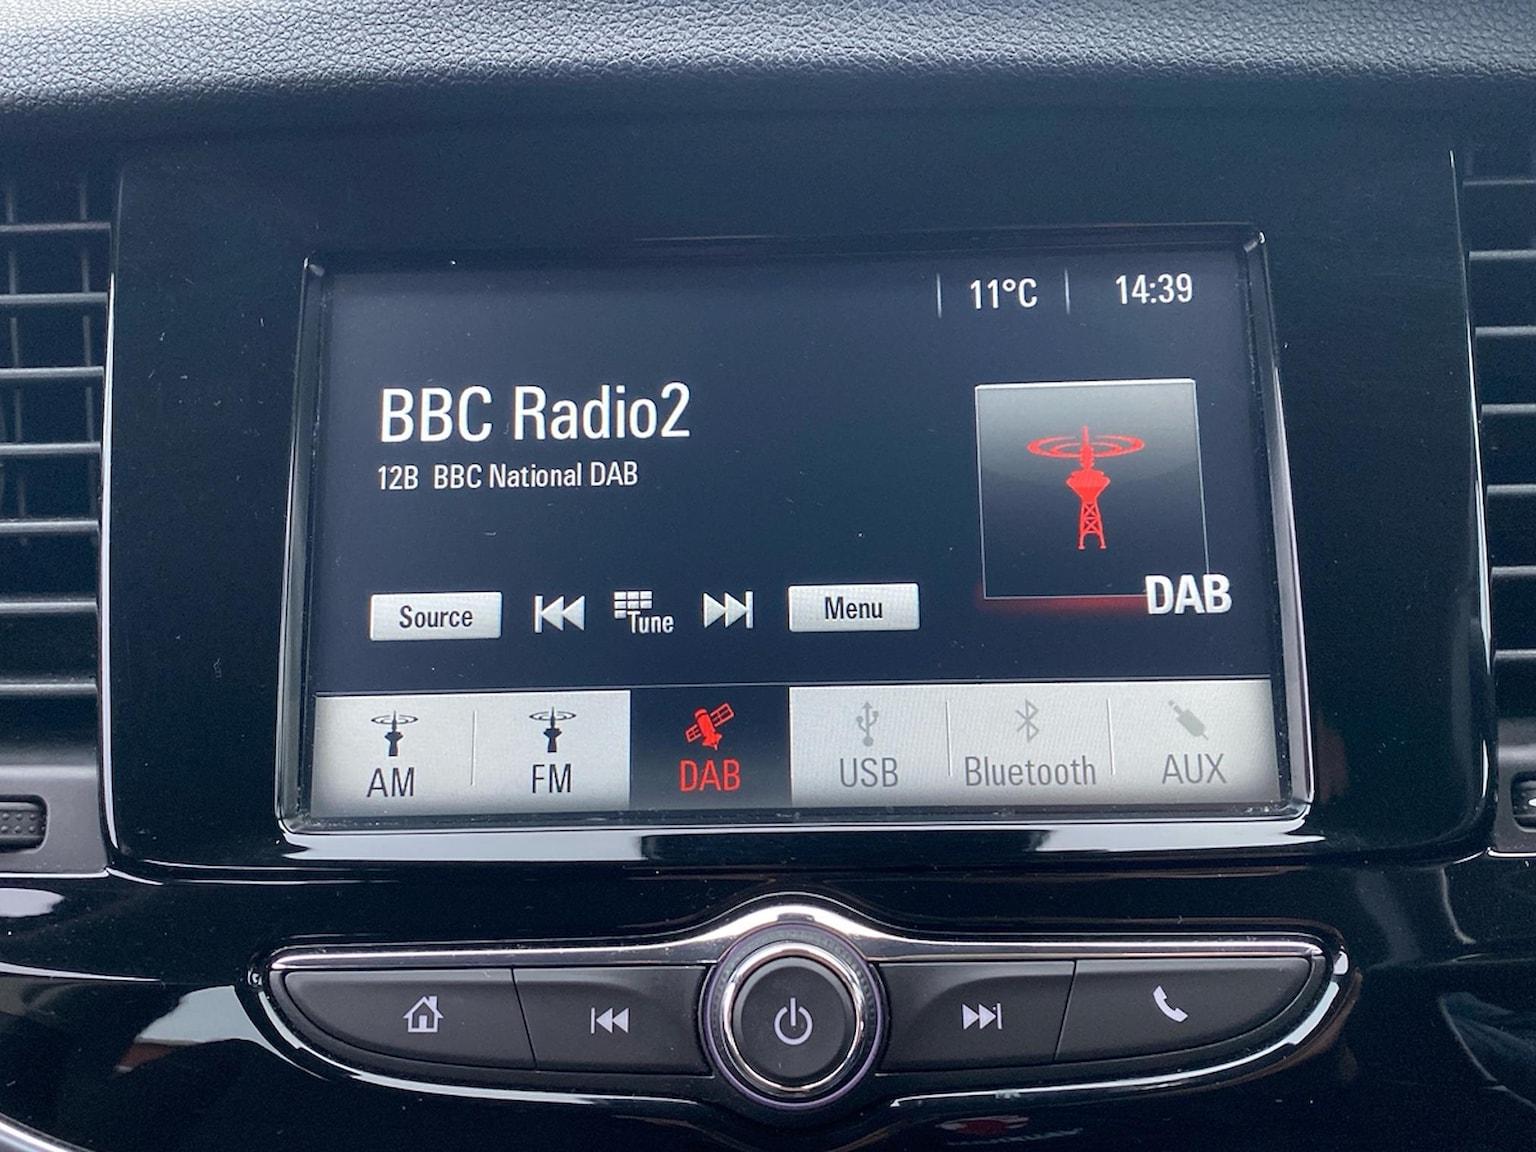 11°C 14:39
BBC Radio2
12B BBC National DAB
DAB
Source Tune Menu
AM FM DAB USB Bluetooth AUX